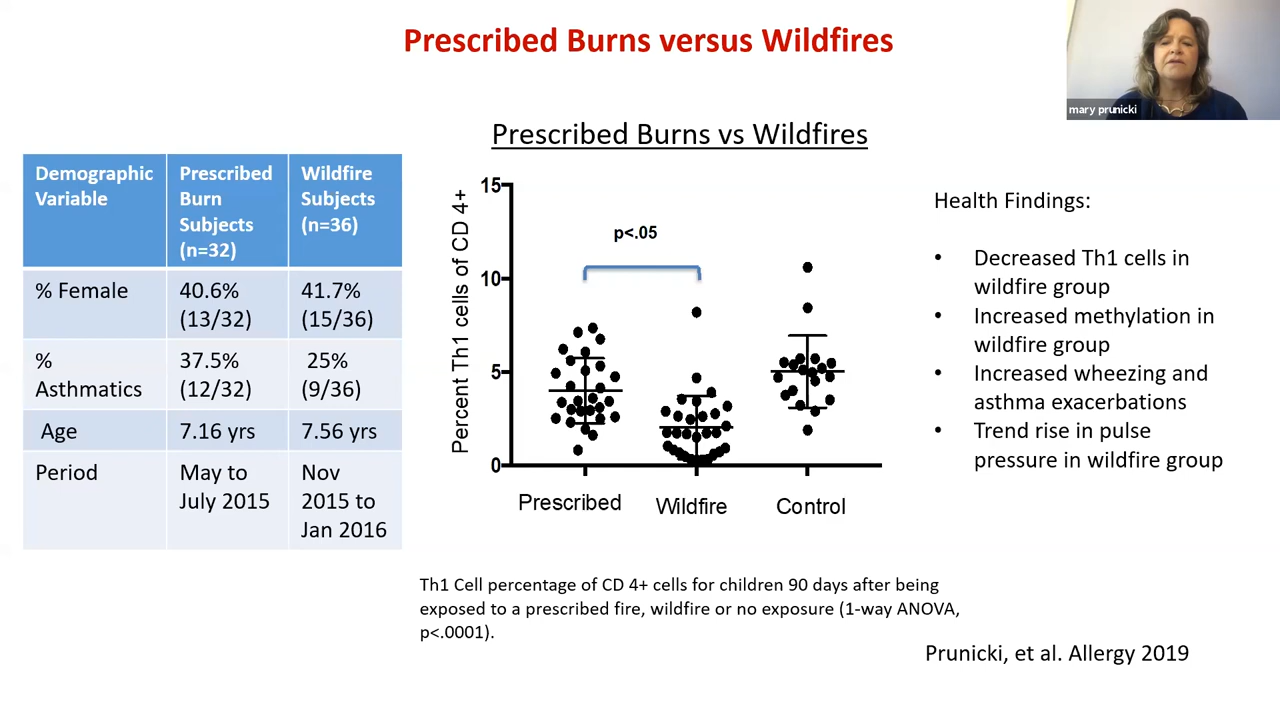 Prescribed Burns versus Wildfires
mary prunicki
Demographic Variable | Prescribed Burn Subjects (n=32) | Wildfire Subjects (n=36)
% Female | 40.6% (13/32) | 41.7% (15/36)
% Asthmatics | 37.5% (12/32) | 25% (9/36)
Age | 7.16 yrs | 7.56 yrs
Period | May to July 2015 | Nov 2015 to Jan 2016
Prescribed Burns vs Wildfires
Percent Th1 cells of CD 4+
15
10
5
0
p<.05
Prescribed Wildfire Control
Th1 Cell percentage of CD 4+ cells for children 90 days after being
exposed to a prescribed fire, wildfire or no exposure (1-way ANOVA,
p<.0001).
Health Findings:
• Decreased Th1 cells in
wildfire group
• Increased methylation in
wildfire group
• Increased wheezing and
asthma exacerbations
• Trend rise in pulse
pressure in wildfire group
Prunicki, et al. Allergy 2019